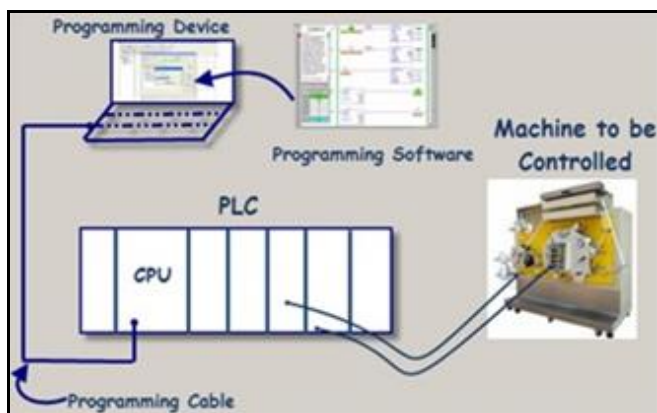 Programming Device
Programming Software
Machine to be
Controlled
PLC
CPU
Programming Cable